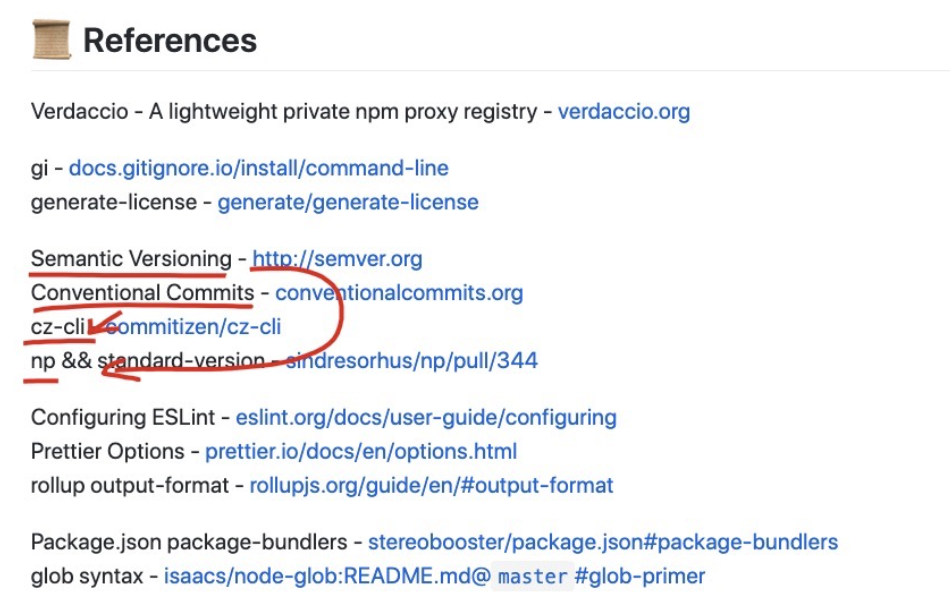 References
Verdaccio - A lightweight private npm proxy registry - verdaccio.org
gi - docs.gitignore.io/install/command-line
generate-license - generate/generate-license
Semantic Versioning - http://semver.org
Conventional Commits - conventionalcommits.org
cz-cli - commitizen/cz-cli
np && standard-version - sindresorhus/np/pull/344
Configuring ESLint - eslint.org/docs/user-guide/configuring
Prettier Options - prettier.io/docs/en/options.html
rollup output-format - rollupjs.org/guide/en/#output-format
Package.json package-bundlers - stereobooster/package.json#package-bundlers
glob syntax - isaacs/node-glob:README.md@ master #glob-primer